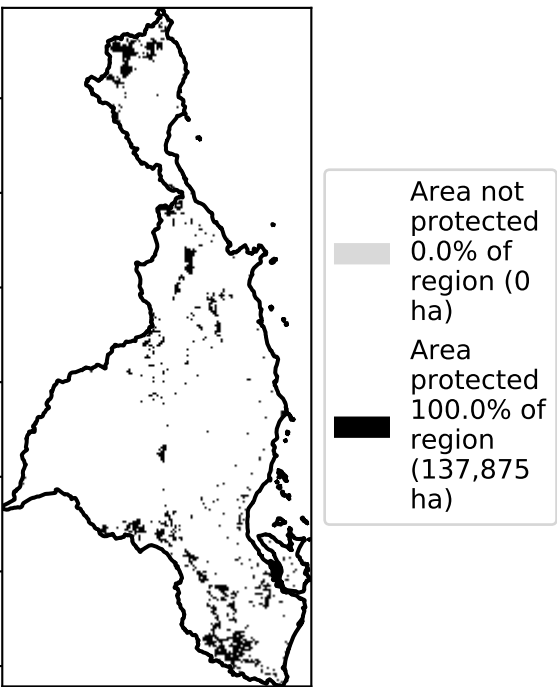 Area not
protected
0.0% of
region (0
ha)
Area
protected
100.0% of
region
(137,875
ha)